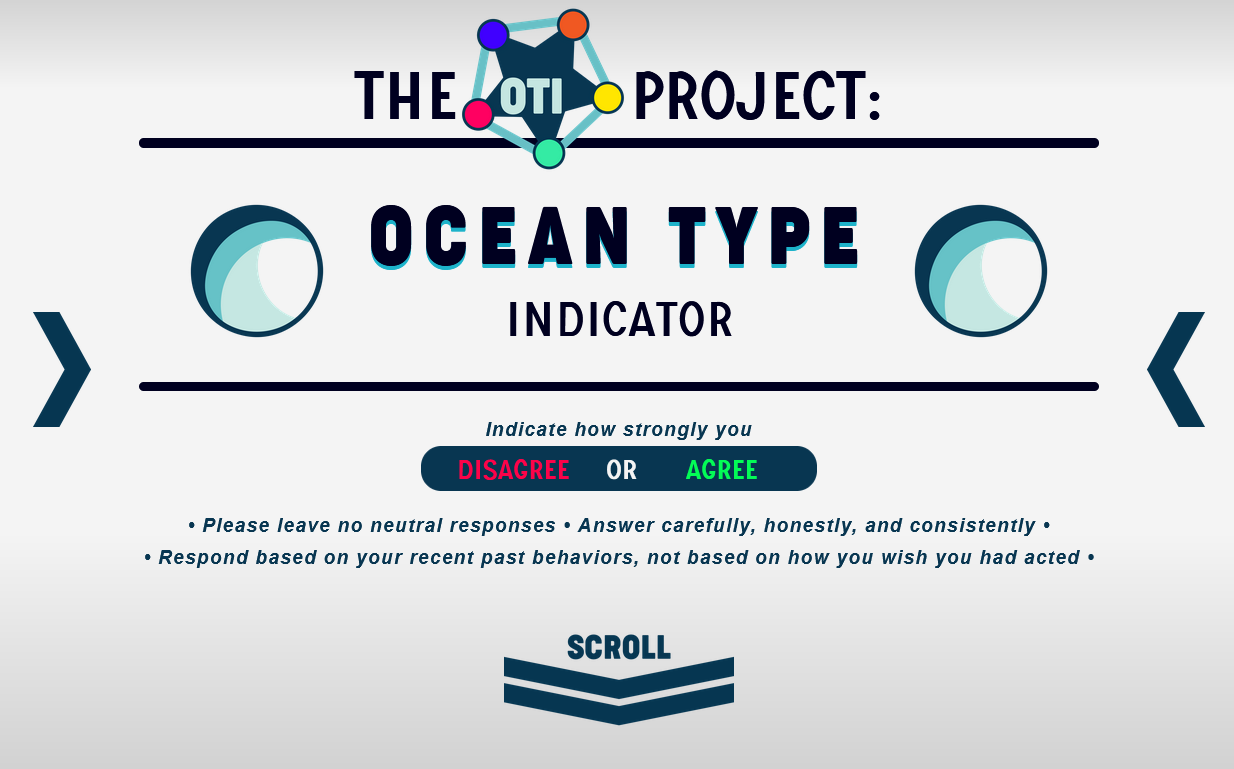 THE OTI PROJECT:
OCEAN TYPE
INDICATOR
Indicate how strongly you
DISAGREE OR AGREE
• Please leave no neutral responses • Answer carefully, honestly, and consistently •
• Respond based on your recent past behaviors, not based on how you wish you had acted •
SCROLL